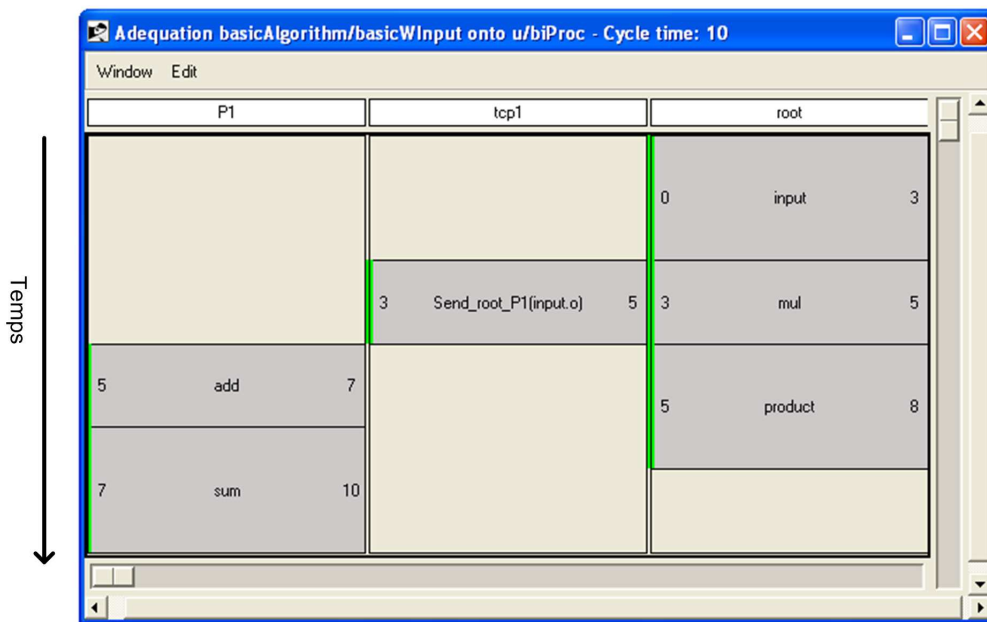 Adequation basicAlgorithm/basicWInput onto u/biProc - Cycle time: 10
Window Edit
P1 tcp1 root
0 input 3
3 Send_root_P1(input.o) 5 3 mul 5
Temps
5 add 7 5 product 8
7 sum 10